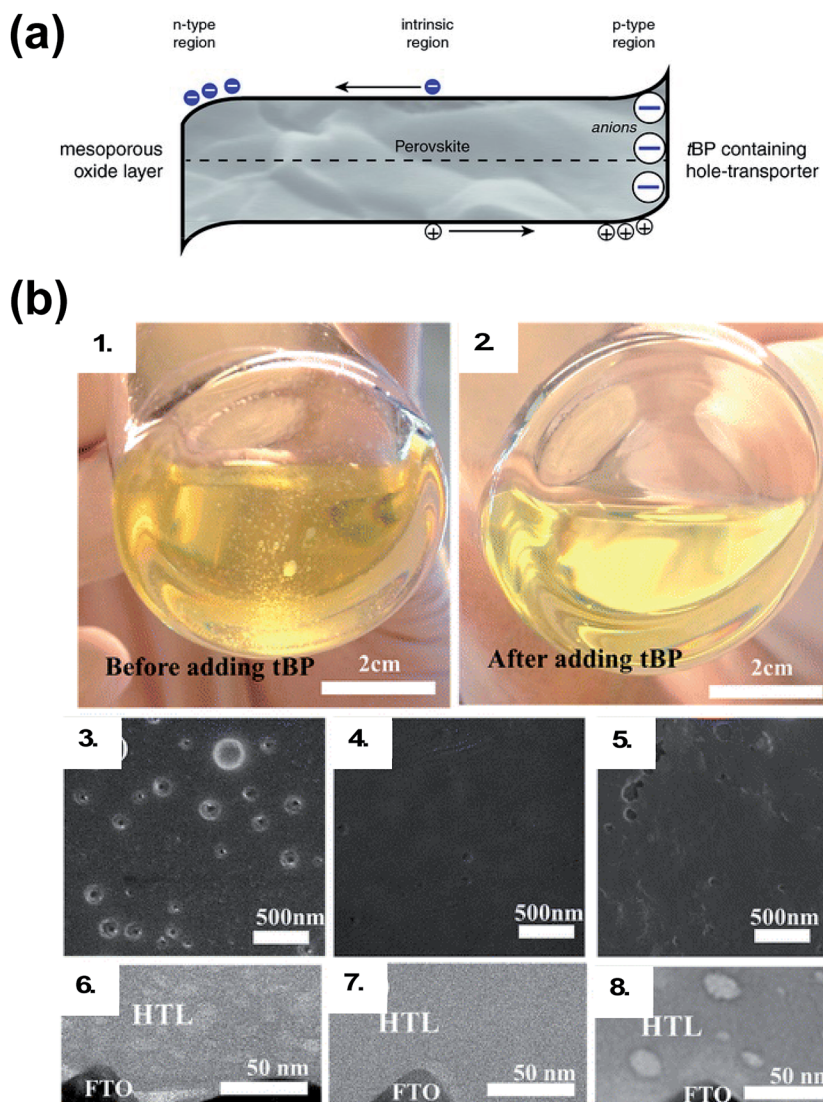 (a)
n-type
region
intrinsic
region
p-type
region
mesoporous
oxide layer
Perovskite
anions
tBP containing
hole-transporter
(b)
1.
Before adding tBP
2cm
2.
After adding tBP
2cm
3.
500nm
4.
500nm
5.
500nm
6.
HTL
FTO
50 nm
7.
HTL
FTO
50 nm
8.
HTL
FTO
50 nm